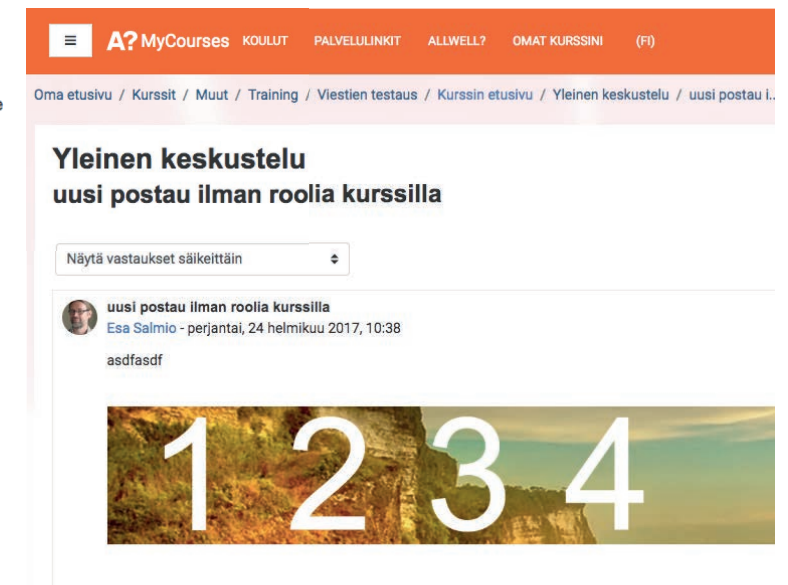 e
≡ A? MyCourses KOULUT PALVELULINKIT ALLWELL? OMAT KURSSINI (FI)
Oma etusivu / Kurssit / Muut / Training / Viestien testaus / Kurssin etusivu / Yleinen keskustelu / uusi postau i...
Yleinen keskustelu
uusi postau ilman roolia kurssilla
Näytä vastaukset säikeittäin
uusi postau ilman roolia kurssilla
Esa Salmio - perjantai, 24 helmikuu 2017, 10:38
asdfasdf
1 2 3 4